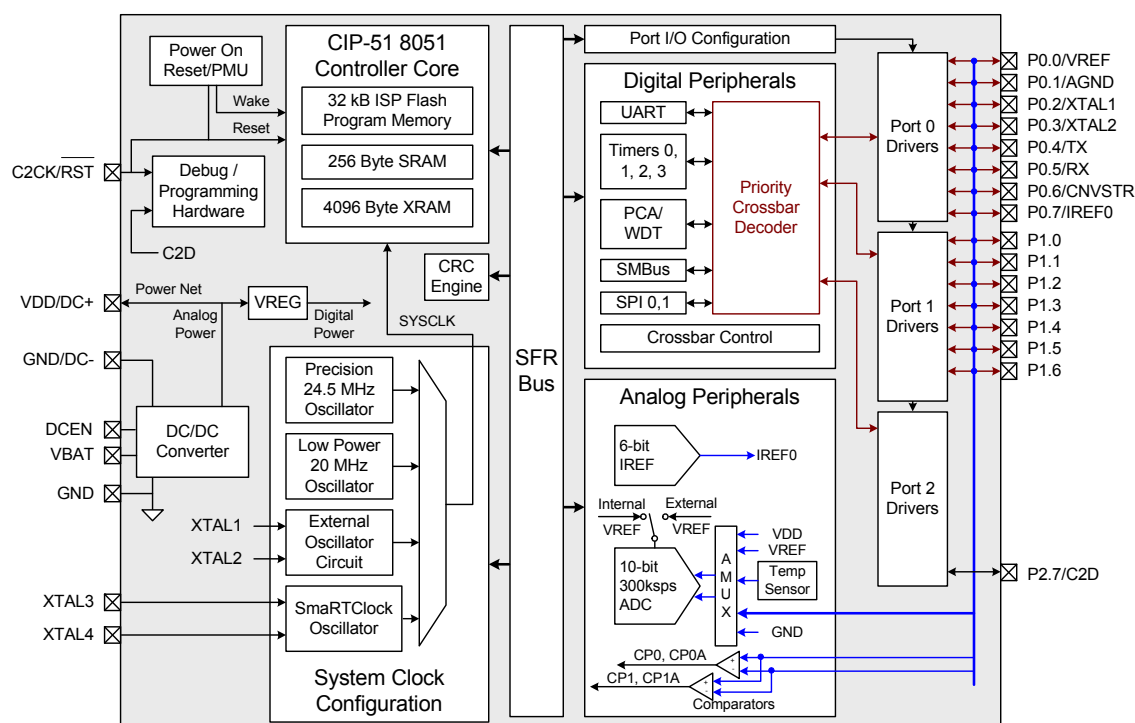 Power On
Reset/PMU
Wake
Reset
C2CK/RST
Debug /
Programming
Hardware
C2D
VDD/DC+
Power Net
Analog
Power
VREG
Digital
Power
GND/DC-
DCEN
VBAT
GND
DC/DC
Converter
XTAL1
XTAL2
XTAL3
XTAL4
CIP-51 8051
Controller Core
32 kB ISP Flash
Program Memory
256 Byte SRAM
4096 Byte XRAM
CRC
Engine
SYSCLK
Precision
24.5 MHz
Oscillator
Low Power
20 MHz
Oscillator
External
Oscillator
Circuit
SmaRTClock
Oscillator
System Clock
Configuration
SFR
Bus
Port I/O Configuration
Digital Peripherals
UART
Timers 0,
1, 2, 3
PCA/
WDT
SMBus
SPI 0,1
Priority
Crossbar
Decoder
Crossbar Control
Analog Peripherals
6-bit
IREF
IREF0
Internal
VREF
External
VREF
10-bit
300ksps
ADC
A
M
U
X
VDD
VREF
Temp
Sensor
GND
CP0, CP0A
+
-
CP1, CP1A
+
-
Comparators
Port 0
Drivers
Port 1
Drivers
Port 2
Drivers
P0.0/VREF
P0.1/AGND
P0.2/XTAL1
P0.3/XTAL2
P0.4/TX
P0.5/RX
P0.6/CNVSTR
P0.7/IREF0
P1.0
P1.1
P1.2
P1.3
P1.4
P1.5
P1.6
P2.7/C2D